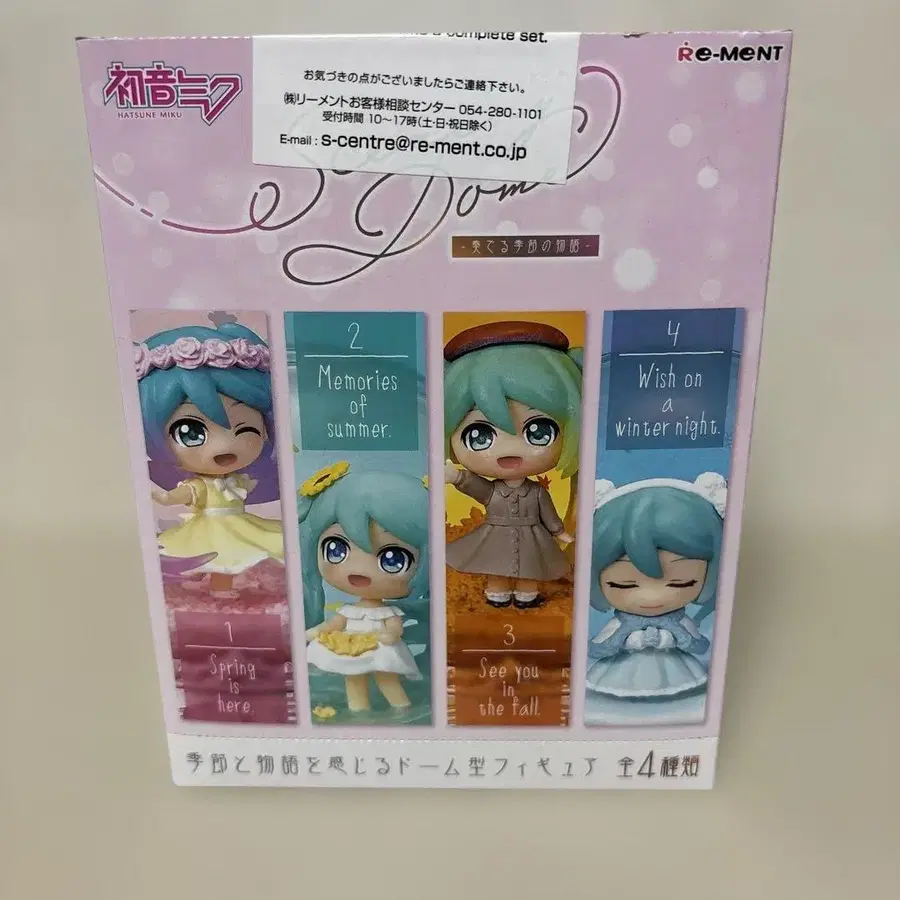 初音ミク
HATSUNE MIKU
a complete set.
お気づきの点がございましたらご連絡下さい。
㈱リーメントお客様相談センター 054-280-1101
受付時間 10～17時(土・日・祝日除く)
E-mail : s-centre@re-ment.co.jp
Re-MeNT
Dome
- 奏でる季節の物語 -
1
Spring
is
here.
2
Memories
of
summer.
3
See you
in
the fall.
4
Wish on
a
winter night.
季節と物語を感じるドーム型フィギュア 全4種類